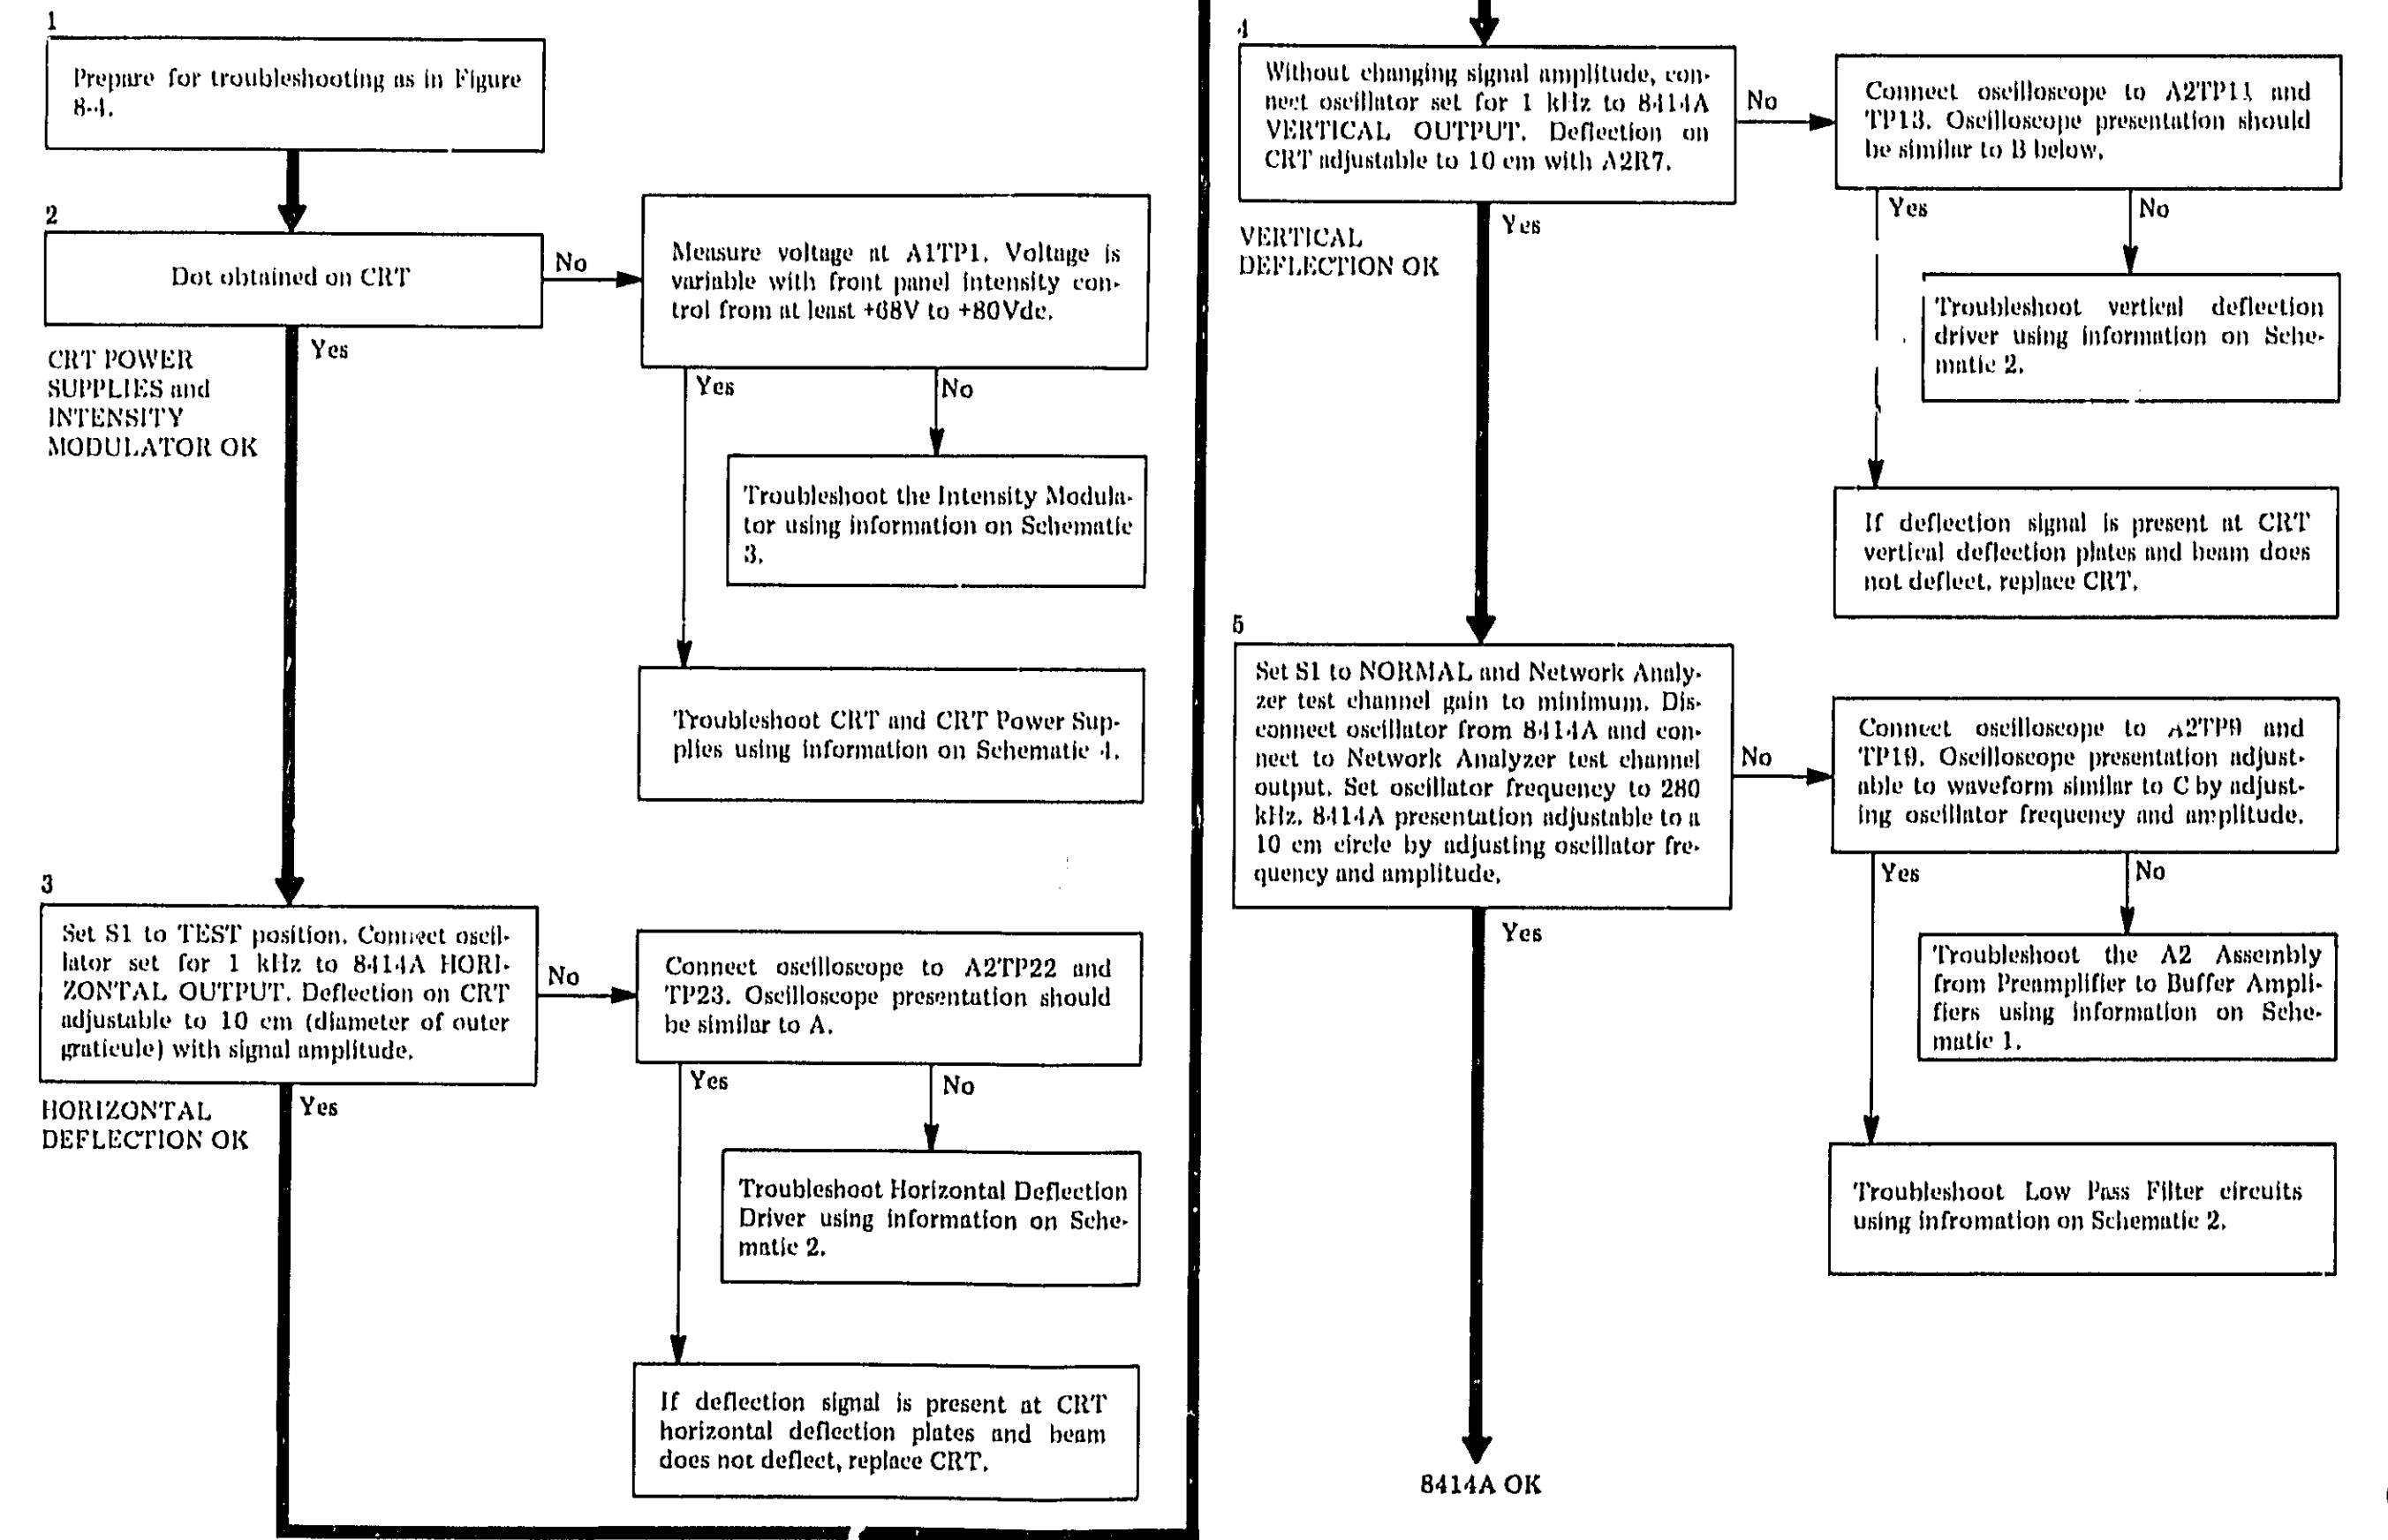 1
Prepare for troubleshooting as in Figure
8-4.
2
Dot obtained on CRT
No
Measure voltage at A1TP1. Voltage is
variable with front panel intensity con-
trol from at least +68V to +80Vdc.
Yes
CRT POWER
SUPPLIES and
INTENSITY
MODULATOR OK
Yes
No
Troubleshoot the Intensity Modula-
tor using information on Schematic
3.
Troubleshoot CRT and CRT Power Sup-
plies using information on Schematic 4.
3
Set S1 to TEST position. Connect oscil-
lator set for 1 kHz to 8414A HORI-
ZONTAL OUTPUT. Deflection on CRT
adjustable to 10 cm (diameter of outer
graticule) with signal amplitude.
No
Connect oscilloscope to A2TP22 and
TP23. Oscilloscope presentation should
be similar to A.
Yes
HORIZONTAL
DEFLECTION OK
Yes
No
Troubleshoot Horizontal Deflection
Driver using information on Sche-
matic 2.
If deflection signal is present at CRT
horizontal deflection plates and beam
does not deflect, replace CRT.
4
Without changing signal amplitude, con-
nect oscillator set for 1 kHz to 8414A
VERTICAL OUTPUT. Deflection on
CRT adjustable to 10 cm with A2R7.
No
Connect oscilloscope to A2TP11 and
TP13. Oscilloscope presentation should
be similar to B below.
Yes
VERTICAL
DEFLECTION OK
Yes
No
Troubleshoot vertical deflection
driver using information on Sche-
matic 2.
If deflection signal is present at CRT
vertical deflection plates and beam does
not deflect, replace CRT.
5
Set S1 to NORMAL and Network Analy-
zer test channel gain to minimum. Dis-
connect oscillator from 8414A and con-
nect to Network Analyzer test channel
output. Set oscillator frequency to 280
kHz. 8414A presentation adjustable to a
10 cm circle by adjusting oscillator fre-
quency and amplitude.
No
Connect oscilloscope to A2TP9 and
TP19. Oscilloscope presentation adjust-
able to waveform similar to C by adjust-
ing oscillator frequency and amplitude.
Yes
Yes
No
Troubleshoot the A2 Assembly
from Preamplifier to Buffer Ampli-
fiers using information on Sche-
matic 1.
Troubleshoot Low Pass Filter circuits
using infromation on Schematic 2.
8414A OK